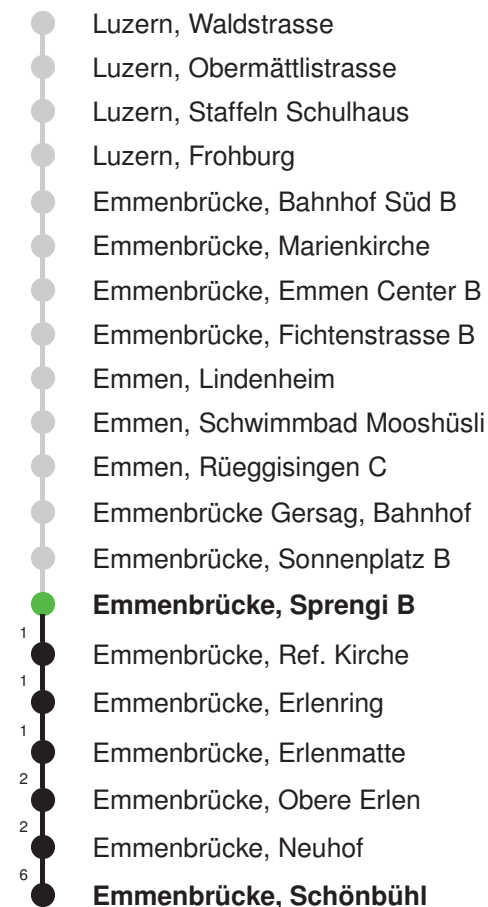 Luzern, Waldstrasse
Luzern, Obermättlistrasse
Luzern, Staffeln Schulhaus
Luzern, Frohburg
Emmenbrücke, Bahnhof Süd B
Emmenbrücke, Marienkirche
Emmenbrücke, Emmen Center B
Emmenbrücke, Fichtenstrasse B
Emmen, Lindenheim
Emmen, Schwimmbad Mooshüsli
Emmen, Rüeggisingen C
Emmenbrücke Gersag, Bahnhof
Emmenbrücke, Sonnenplatz B
Emmenbrücke, Sprengi B
1 Emmenbrücke, Ref. Kirche
1 Emmenbrücke, Erlenring
1 Emmenbrücke, Erlenmatte
2 Emmenbrücke, Obere Erlen
2 Emmenbrücke, Neuhof
6 Emmenbrücke, Schönbühl